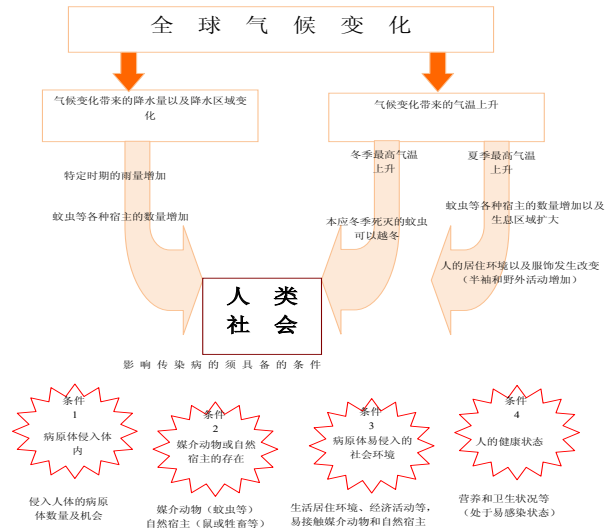 全球气候变化
气候变化带来的降水量以及降水区域变
化
气候变化带来的气温上升
特定时期的雨量增加
蚊虫等各种宿主的数量增加
冬季最高气温
上升
夏季最高气温
上升
本应冬季死灭的蚊虫
可以越冬
蚊虫等各种宿主的数量增加以及
生息区域扩大
人的居住环境以及服饰发生改变
（半袖和野外活动增加）
人类
社会
影响传染病的须具备的条件
条件
1
病原体侵入体
内
条件
2
媒介动物或自然
宿主的存在
条件
3
病原体易侵入的
社会环境
条件
4
人的健康状态
侵入人体的病原
体数量及机会
媒介动物（蚊虫等）
自然宿主（鼠或牲畜等）
生活居住环境、经济活动等，
易接触媒介动物和自然宿主
营养和卫生状况等
（处于易感染状态）